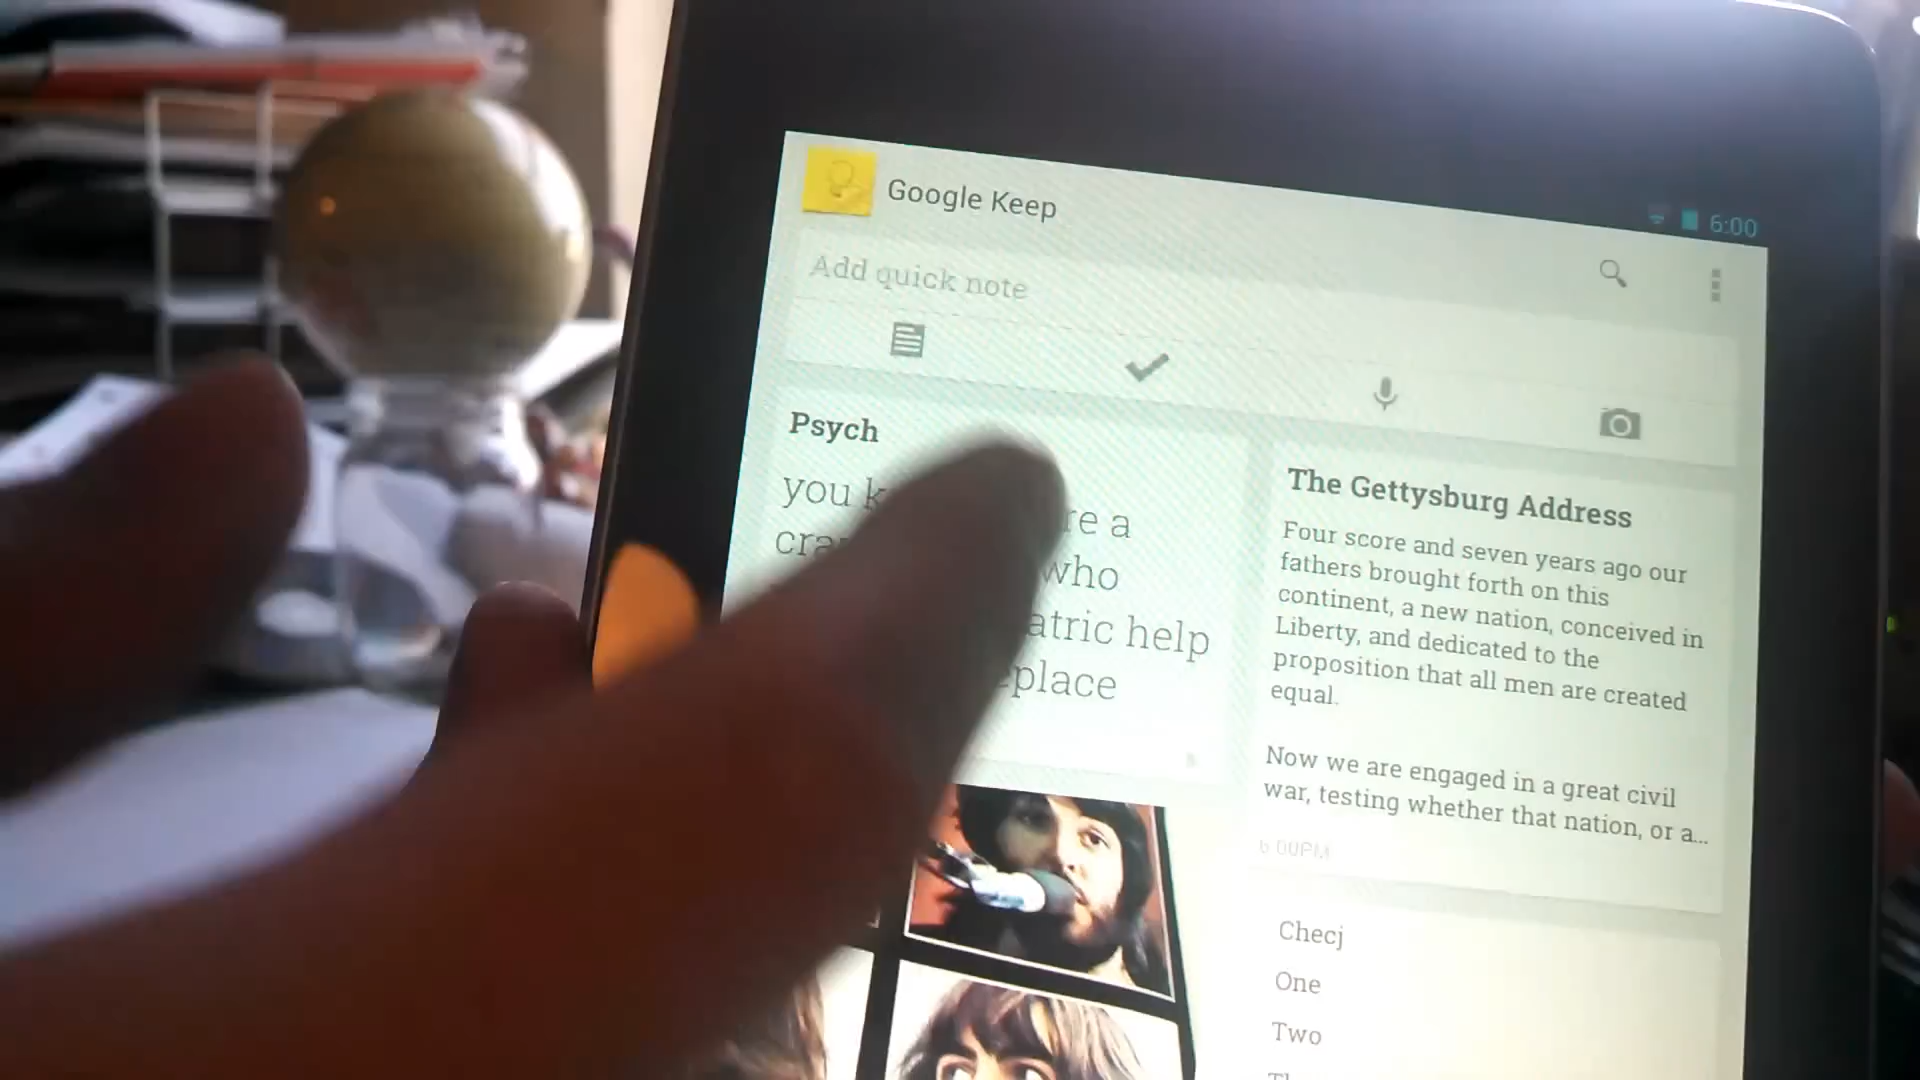 Google Keep
6:00
Add quick note
Psych
you re a
who
help
The Gettysburg Address
Four score and seven years ago our
fathers brought forth on this
continent, a new nation, conceived in
Liberty, and dedicated to the
proposition that all men are created
equal.
Now we are engaged in a great civil
war, testing whether that nation, or a...
6:00PM
Checj
One
Two